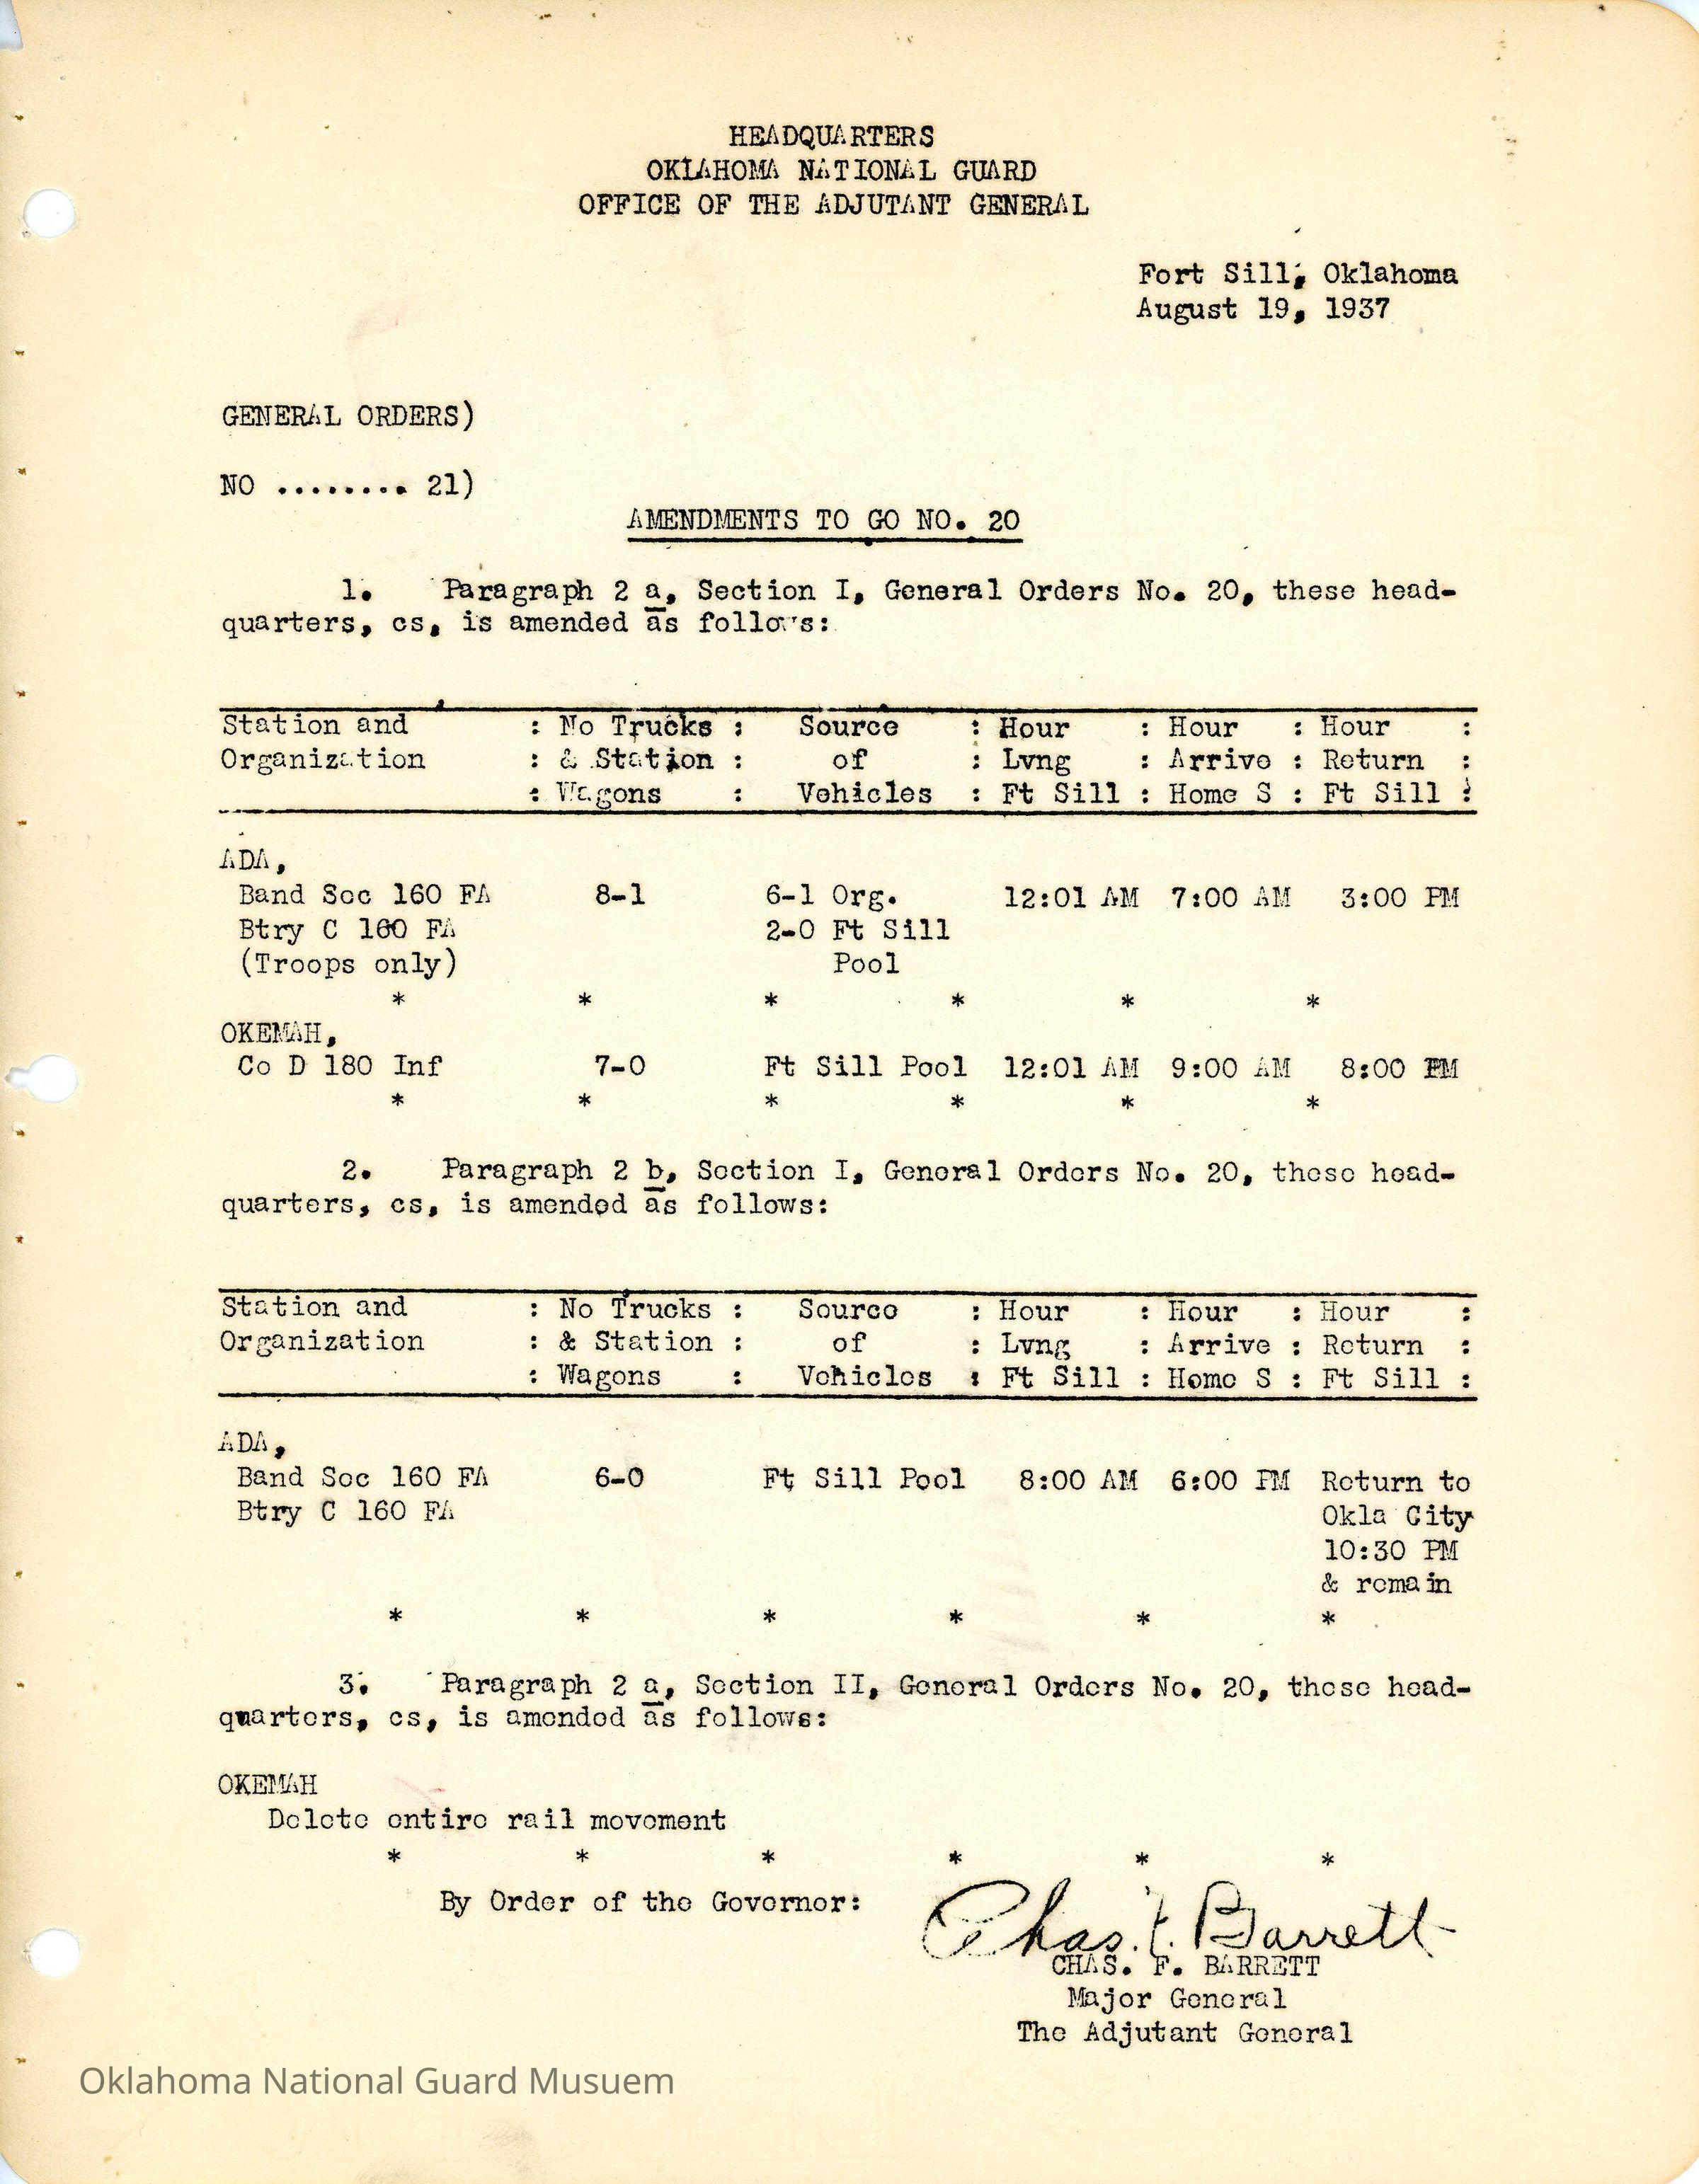 HEADQUARTERS
OKLAHOMA NATIONAL GUARD
OFFICE OF THE ADJUTANT GENERAL
Fort Sill, Oklahoma
August 19, 1937
GENERAL ORDERS)
NO ........ 21)
AMENDMENTS TO GO NO. 20
1. Paragraph 2 a, Section I, General Orders No. 20, these head-
quarters, cs, is amended as follows:
Station and : No Trucks : Source : Hour : Hour : Hour :
Organization : & Station : of : Lvng : Arrive : Return :
: Wagons : Vehicles : Ft Sill : Home S : Ft Sill :
ADA,
Band Sec 160 FA 8-1 6-1 Org. 12:01 AM 7:00 AM 3:00 PM
Btry C 160 FA 2-0 Ft Sill
(Troops only) Pool
* * * * * *
OKEMAH,
Co D 180 Inf 7-0 Ft Sill Pool 12:01 AM 9:00 AM 8:00 PM
* * * * * *
2. Paragraph 2 b, Section I, General Orders No. 20, these head-
quarters, cs, is amended as follows:
Station and : No Trucks : Source : Hour : Hour : Hour :
Organization : & Station : of : Lvng : Arrive : Return :
: Wagons : Vehicles : Ft Sill : Home S : Ft Sill :
ADA,
Band Sec 160 FA 6-0 Ft Sill Pool 8:00 AM 6:00 PM Return to
Btry C 160 FA Okla City
10:30 PM
& remain
* * * * * *
3. Paragraph 2 a, Section II, General Orders No. 20, these head-
quarters, cs, is amended as follows:
OKEMAH
Delete entire rail movement
* * * * * *
By Order of the Governor:
Chas. F. Barrett
CHAS. F. BARRETT
Major General
The Adjutant General
Oklahoma National Guard Musuem